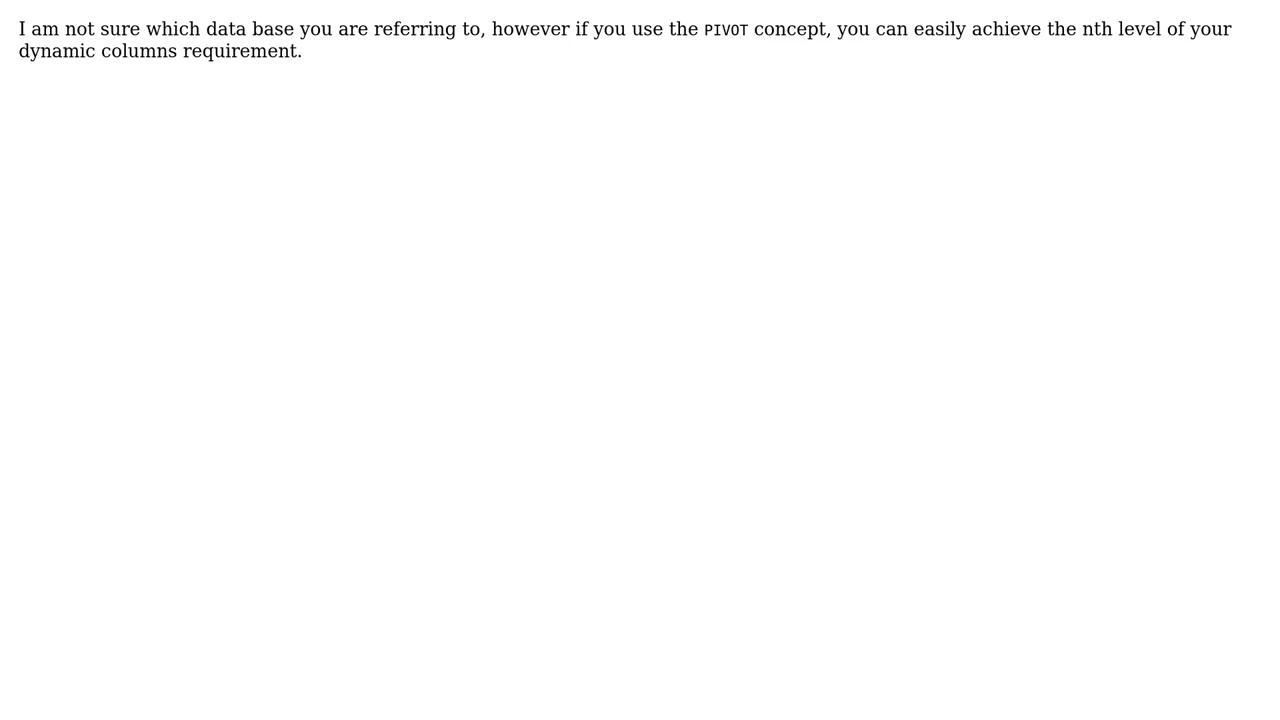 I am not sure which data base you are referring to, however if you use the PIVOT concept, you can easily achieve the nth level of your
dynamic columns requirement.